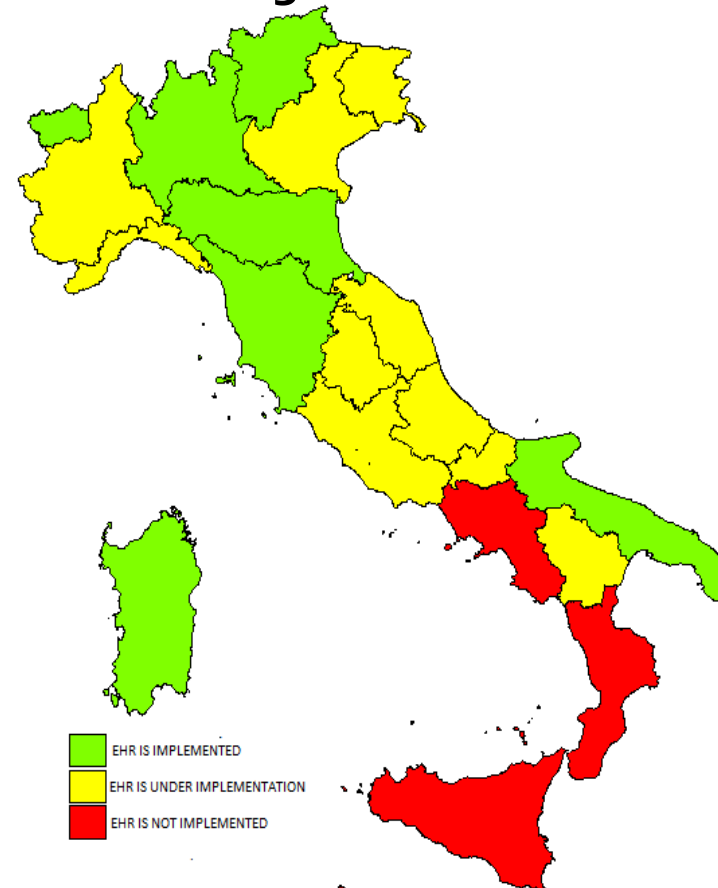 EHR IS IMPLEMENTED
EHR IS UNDER IMPLEMENTATION
EHR IS NOT IMPLEMENTED